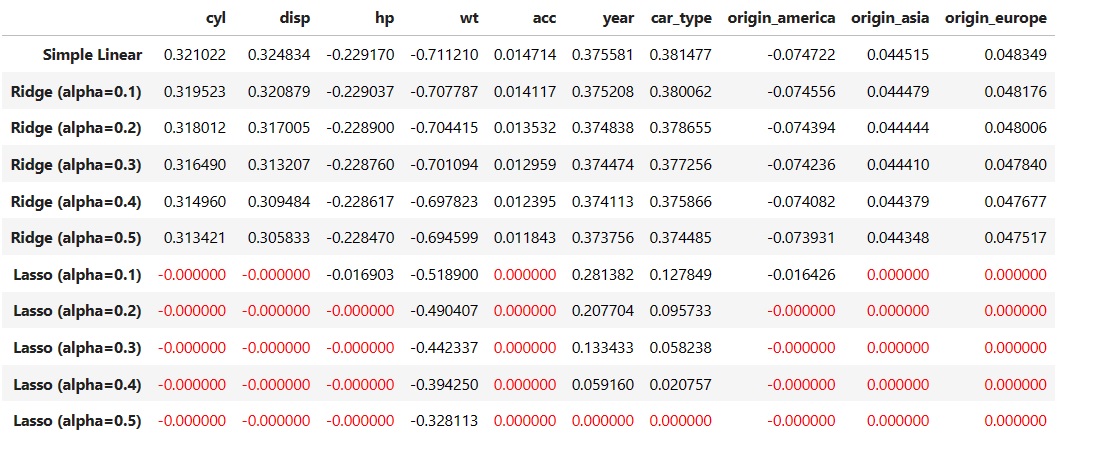 cyl disp hp wt acc year car_type origin_america origin_asia origin_europe
Simple Linear 0.321022 0.324834 -0.229170 -0.711210 0.014714 0.375581 0.381477 -0.074722 0.044515 0.048349
Ridge (alpha=0.1) 0.319523 0.320879 -0.229037 -0.707787 0.014117 0.375208 0.380062 -0.074556 0.044479 0.048176
Ridge (alpha=0.2) 0.318012 0.317005 -0.228900 -0.704415 0.013532 0.374838 0.378655 -0.074394 0.044444 0.048006
Ridge (alpha=0.3) 0.316490 0.313207 -0.228760 -0.701094 0.012959 0.374474 0.377256 -0.074236 0.044410 0.047840
Ridge (alpha=0.4) 0.314960 0.309484 -0.228617 -0.697823 0.012395 0.374113 0.375866 -0.074082 0.044379 0.047677
Ridge (alpha=0.5) 0.313421 0.305833 -0.228470 -0.694599 0.011843 0.373756 0.374485 -0.073931 0.044348 0.047517
Lasso (alpha=0.1) -0.000000 -0.000000 -0.016903 -0.518900 0.000000 0.281382 0.127849 -0.016426 0.000000 0.000000
Lasso (alpha=0.2) -0.000000 -0.000000 -0.000000 -0.490407 0.000000 0.207704 0.095733 -0.000000 0.000000 0.000000
Lasso (alpha=0.3) -0.000000 -0.000000 -0.000000 -0.442337 0.000000 0.133433 0.058238 -0.000000 0.000000 0.000000
Lasso (alpha=0.4) -0.000000 -0.000000 -0.000000 -0.394250 0.000000 0.059160 0.020757 -0.000000 0.000000 0.000000
Lasso (alpha=0.5) -0.000000 -0.000000 -0.000000 -0.328113 0.000000 0.000000 0.000000 -0.000000 0.000000 0.000000